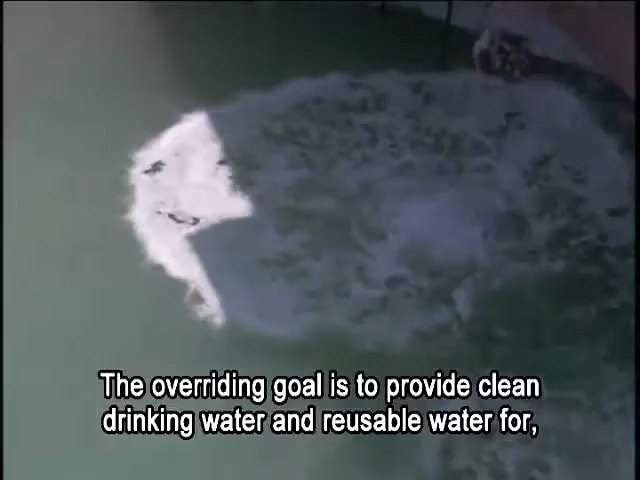 The overriding goal is to provide clean
drinking water and reusable water for,